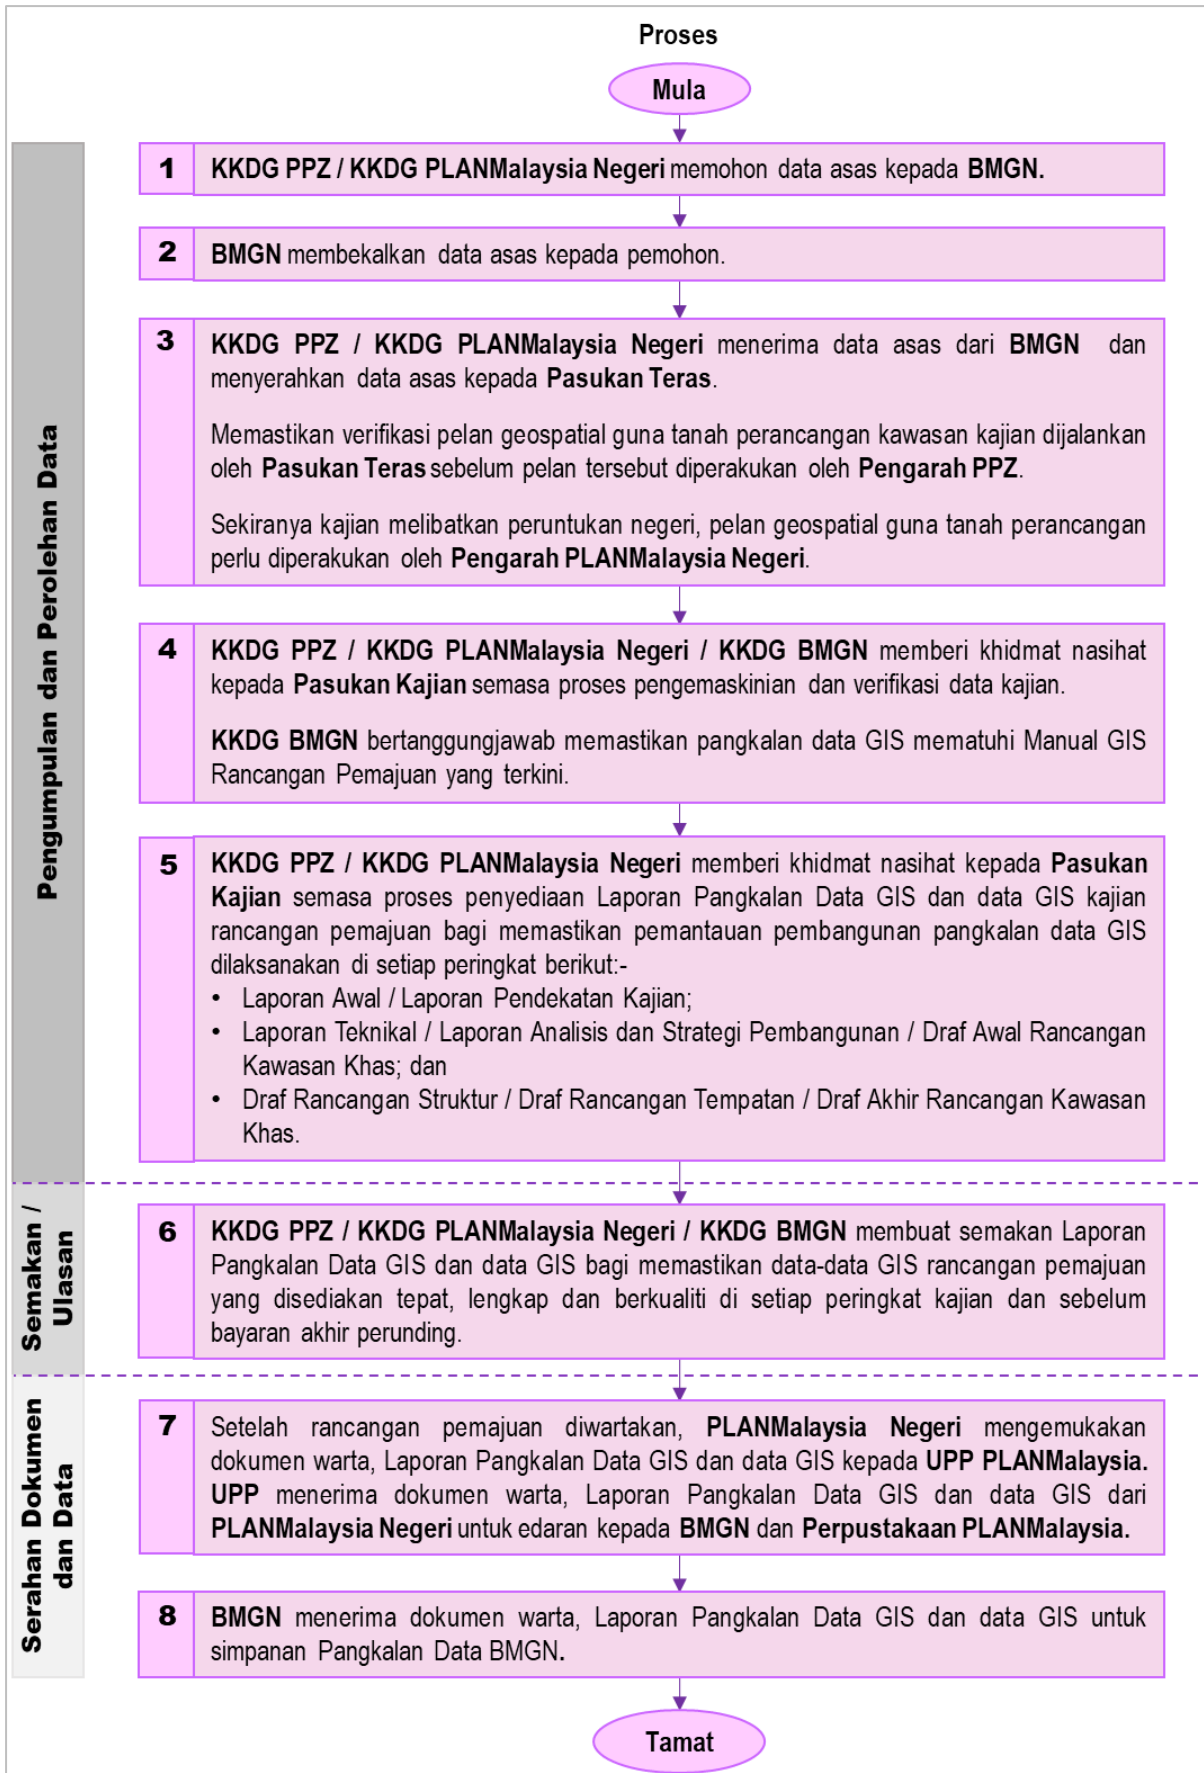 Proses
Mula
Pengumpulan dan Perolehan Data
1
KKDG PPZ / KKDG PLANMalaysia Negeri memohon data asas kepada BMGN.
2
BMGN membekalkan data asas kepada pemohon.
3
KKDG PPZ / KKDG PLANMalaysia Negeri menerima data asas dari BMGN dan
menyerahkan data asas kepada Pasukan Teras.
Memastikan verifikasi pelan geospatial guna tanah perancangan kawasan kajian dijalankan
oleh Pasukan Teras sebelum pelan tersebut diperakukan oleh Pengarah PPZ.
Sekiranya kajian melibatkan peruntukan negeri, pelan geospatial guna tanah perancangan
perlu diperakukan oleh Pengarah PLANMalaysia Negeri.
4
KKDG PPZ / KKDG PLANMalaysia Negeri / KKDG BMGN memberi khidmat nasihat
kepada Pasukan Kajian semasa proses pengemaskinian dan verifikasi data kajian.
KKDG BMGN bertanggungjawab memastikan pangkalan data GIS mematuhi Manual GIS
Rancangan Pemajuan yang terkini.
5
KKDG PPZ / KKDG PLANMalaysia Negeri memberi khidmat nasihat kepada Pasukan
Kajian semasa proses penyediaan Laporan Pangkalan Data GIS dan data GIS kajian
rancangan pemajuan bagi memastikan pemantauan pembangunan pangkalan data GIS
dilaksanakan di setiap peringkat berikut:-
• Laporan Awal / Laporan Pendekatan Kajian;
• Laporan Teknikal / Laporan Analisis dan Strategi Pembangunan / Draf Awal Rancangan
Kawasan Khas; dan
• Draf Rancangan Struktur / Draf Rancangan Tempatan / Draf Akhir Rancangan Kawasan
Khas.
Semakan /
Ulasan
6
KKDG PPZ / KKDG PLANMalaysia Negeri / KKDG BMGN membuat semakan Laporan
Pangkalan Data GIS dan data GIS bagi memastikan data-data GIS rancangan pemajuan
yang disediakan tepat, lengkap dan berkualiti di setiap peringkat kajian dan sebelum
bayaran akhir perunding.
Serahan Dokumen
dan Data
7
Setelah rancangan pemajuan diwartakan, PLANMalaysia Negeri mengemukakan
dokumen warta, Laporan Pangkalan Data GIS dan data GIS kepada UPP PLANMalaysia.
UPP menerima dokumen warta, Laporan Pangkalan Data GIS dan data GIS dari
PLANMalaysia Negeri untuk edaran kepada BMGN dan Perpustakaan PLANMalaysia.
8
BMGN menerima dokumen warta, Laporan Pangkalan Data GIS dan data GIS untuk
simpanan Pangkalan Data BMGN.
Tamat